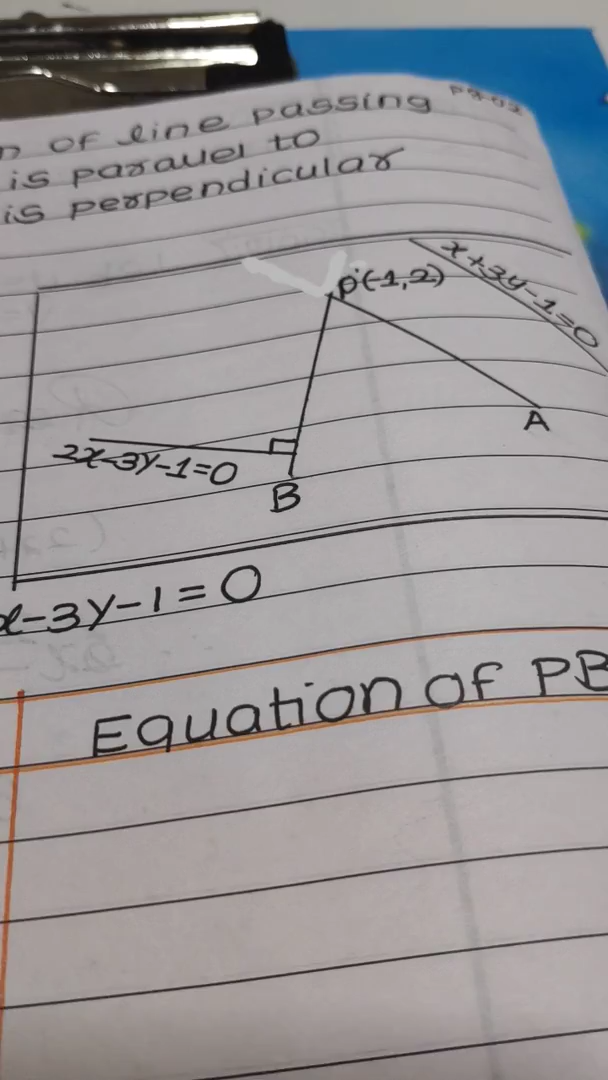 of line passing
is parallel to
is perpendicular
P(-1,2)
x+3y-1=0
A
2x-3y-1=0
B
-3y-1=0
Equation of PB